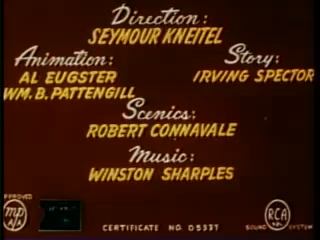 Direction:
SEYMOUR KNEITEL
Animation:
AL EUGSTER
WM. B. PATTENGILL
Story:
IRVING SPECTOR
Scenics:
ROBERT CONNAVALE
Music:
WINSTON SHARPLES
APPROVED
RCA
SOUND SYSTEM
CERTIFICATE NO. 05337